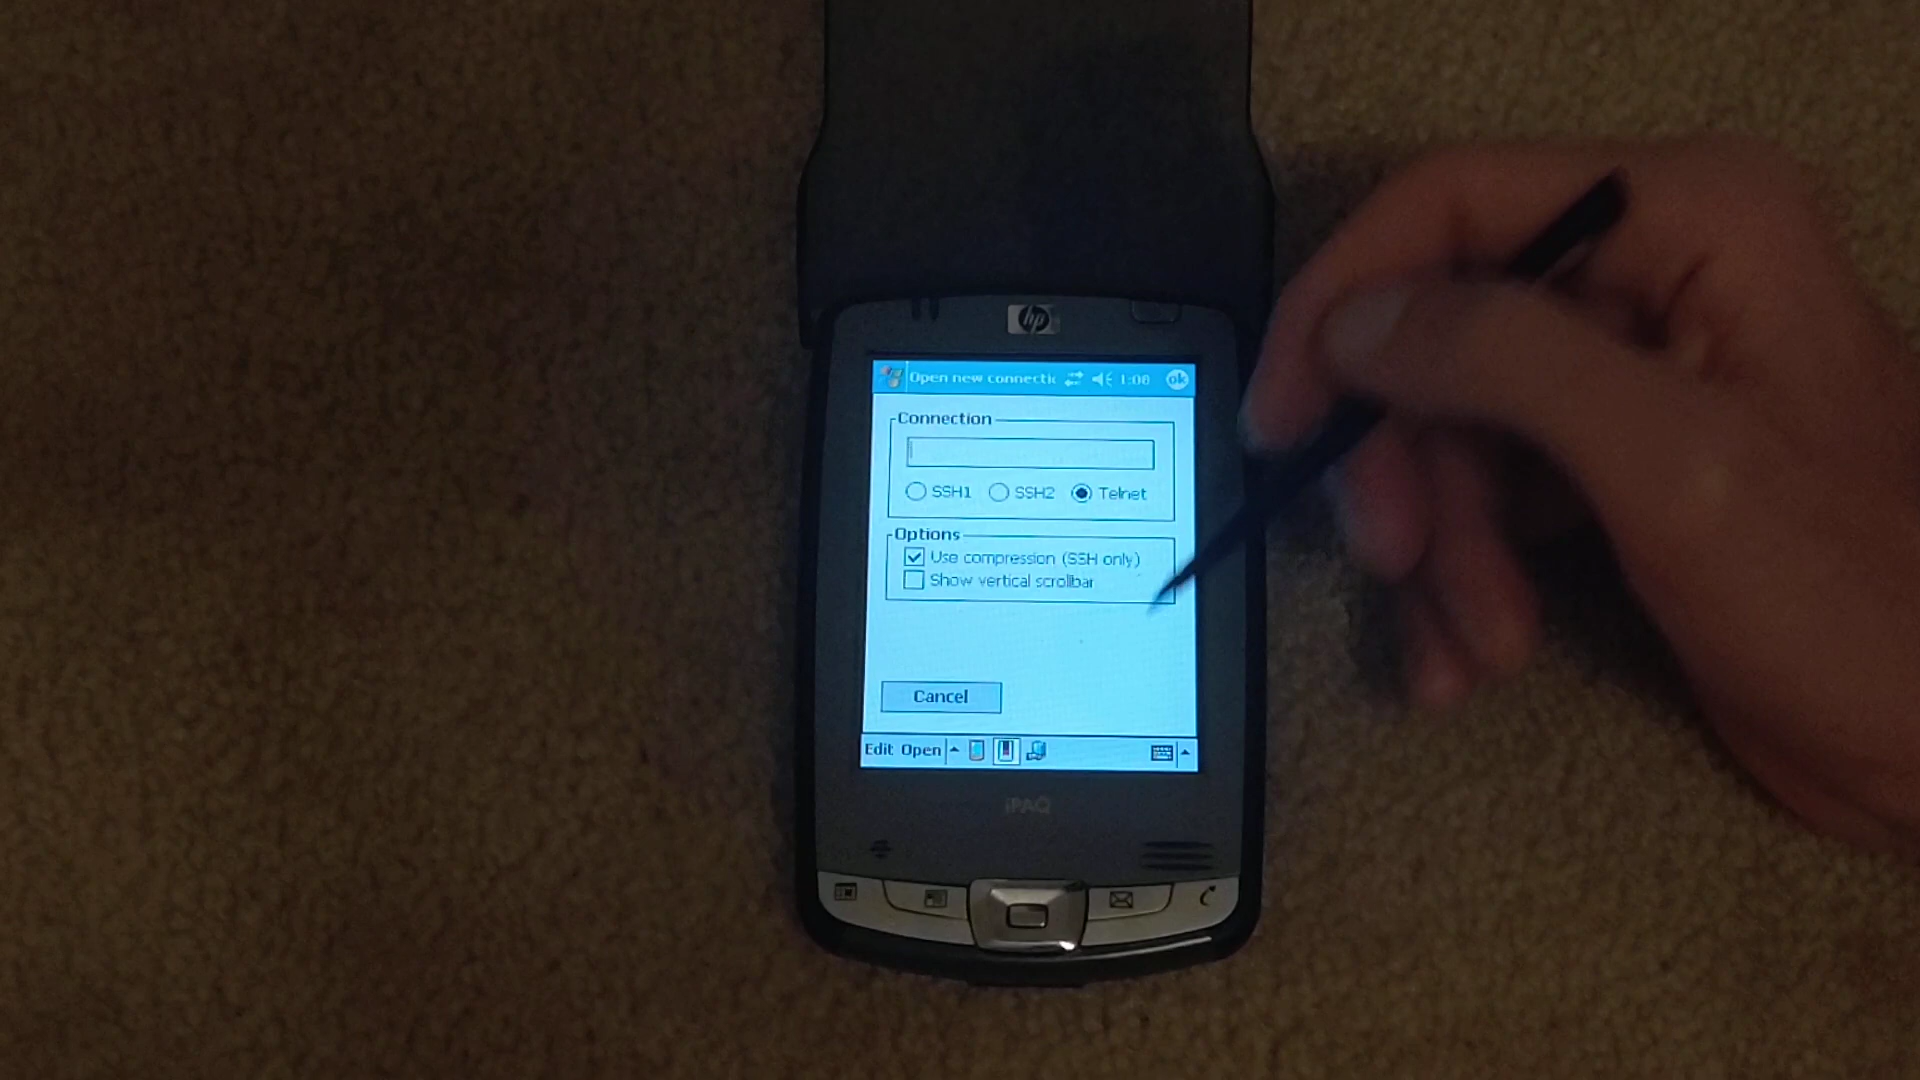 hp
Open new connectic 1:06 ok
Connection
SSH1 SSH2 Telnet
Options
Use compression (SSH only)
Show vertical scrollbar
Cancel
Edit Open
iPAQ